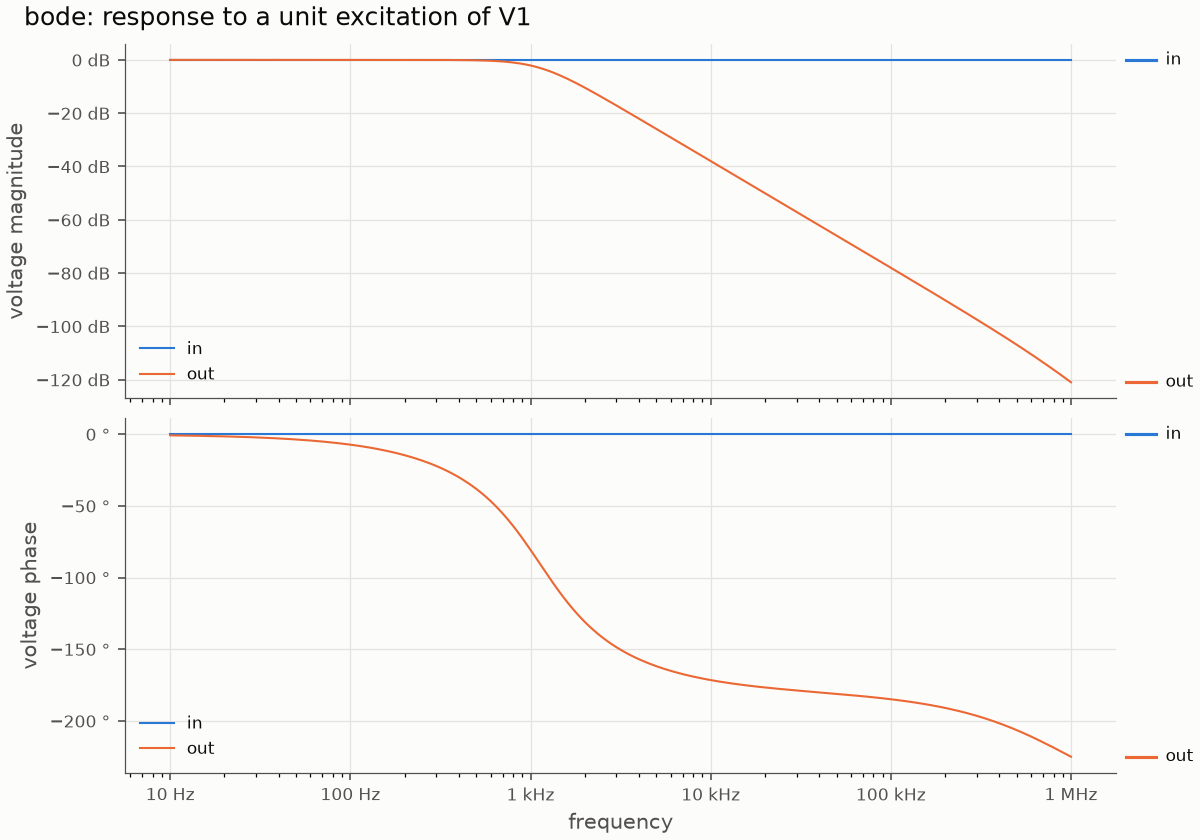 bode: response to a unit excitation of V1
voltage magnitude
0 dB
−20 dB
−40 dB
−60 dB
−80 dB
−100 dB
−120 dB
in
out
in
out
voltage phase
0 °
−50 °
−100 °
−150 °
−200 °
in
out
in
out
10 Hz
100 Hz
1 kHz
10 kHz
100 kHz
1 MHz
frequency